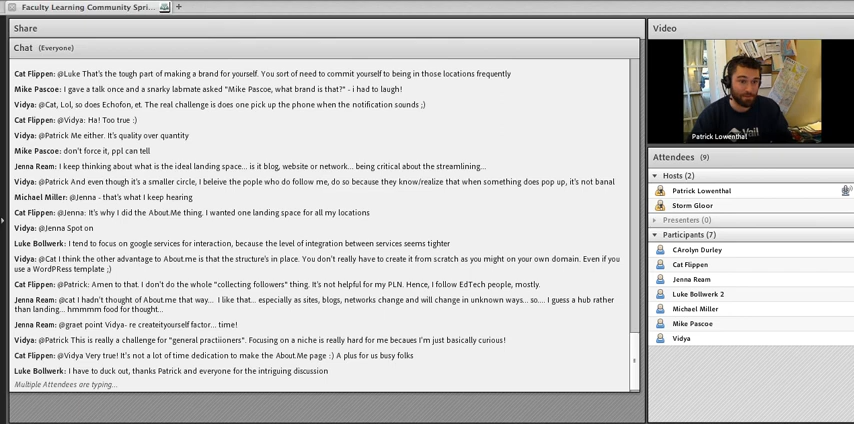 Faculty Learning Community Spri...
Share
Chat (Everyone)
Cat Flippen: @Luke That's the tough part of making a brand for yourself. You sort of need to commit yourself to being in those locations frequently
Mike Pascoe: I gave a talk once and a snarky labmate asked "Mike Pascoe, what brand is that?" - i had to laugh!
Vidya: @Cat, Lol, so does Echofon, et. The real challenge is does one pick up the phone when the notification sounds ;)
Cat Flippen: @Vidya: Ha! Too true :)
Vidya: @Patrick Me either. It's quality over quantity
Mike Pascoe: don't force it, ppl can tell
Jenna Ream: I keep thinking about what is the ideal landing space... is it blog, website or network... being critical about the streamlining...
Vidya: @Patrick And even though it's a smaller circle, I beleive the pople who do follow me, do so because they know/realize that when something does pop up, it's not banal
Michael Miller: @Jenna - that's what I keep hearing
Cat Flippen: @Jenna: It's why I did the About.Me thing. I wanted one landing space for all my locations
Vidya: @Jenna Spot on
Luke Bollwerk: I tend to focus on google services for interaction, because the level of integration between services seems tighter
Vidya: @Cat I think the other advantage to About.me is that the structure's in place. You don't really have to create it from scratch as you might on your own domain. Even if you
use a WordPress template ;)
Cat Flippen: @Patrick: Amen to that. I don't do the whole "collecting followers" thing. It's not helpful for my PLN. Hence, I follow EdTech people, mostly.
Jenna Ream: @cat I hadn't thought of About.me that way... I like that... especially as sites, blogs, networks change and will change in unknown ways... so.... I guess a hub rather
than landing... hmmmm food for thought...
Jenna Ream: @graet point Vidya- re createityourself factor... time!
Vidya: @Patrick This is really a challenge for "general practiioners". Focusing on a niche is really hard for me becaues I'm just basically curious!
Cat Flippen: @Vidya Very true! It's not a lot of time dedication to make the About.Me page :) A plus for us busy folks
Luke Bollwerk: I have to duck out, thanks Patrick and everyone for the intriguing discussion
Multiple Attendees are typing...
Video
Patrick Lowenthal
Attendees (9)
Hosts (2)
Patrick Lowenthal
Storm Gloor
Presenters (0)
Participants (7)
CArolyn Durley
Cat Flippen
Jenna Ream
Luke Bollwerk 2
Michael Miller
Mike Pascoe
Vidya